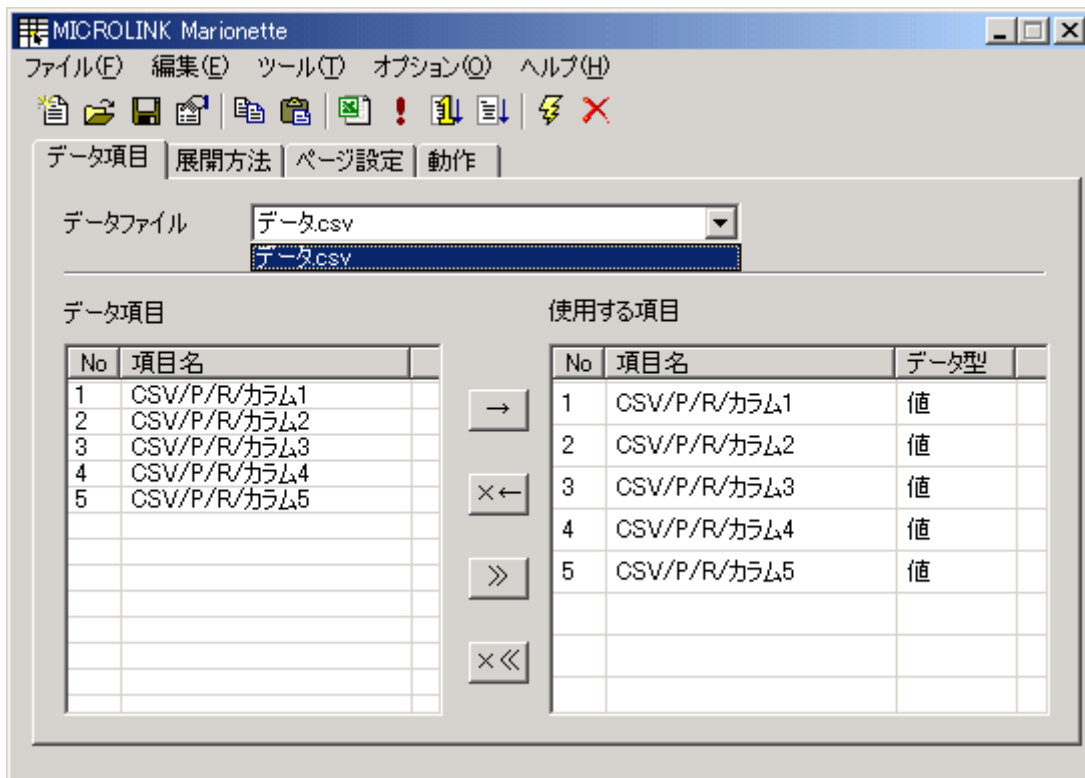 MICROLINK Marionette
ファイル(F) 編集(E) ツール(T) オプション(O) ヘルプ(H)
データ項目 展開方法 ページ設定 動作
データファイル データ.csv
データ.csv
データ項目 使用する項目
No 項目名 No 項目名 データ型
1 CSV/P/R/カラム1 1 CSV/P/R/カラム1 値
2 CSV/P/R/カラム2 2 CSV/P/R/カラム2 値
3 CSV/P/R/カラム3 3 CSV/P/R/カラム3 値
4 CSV/P/R/カラム4 4 CSV/P/R/カラム4 値
5 CSV/P/R/カラム5 5 CSV/P/R/カラム5 値
→
×←
≫
×≪